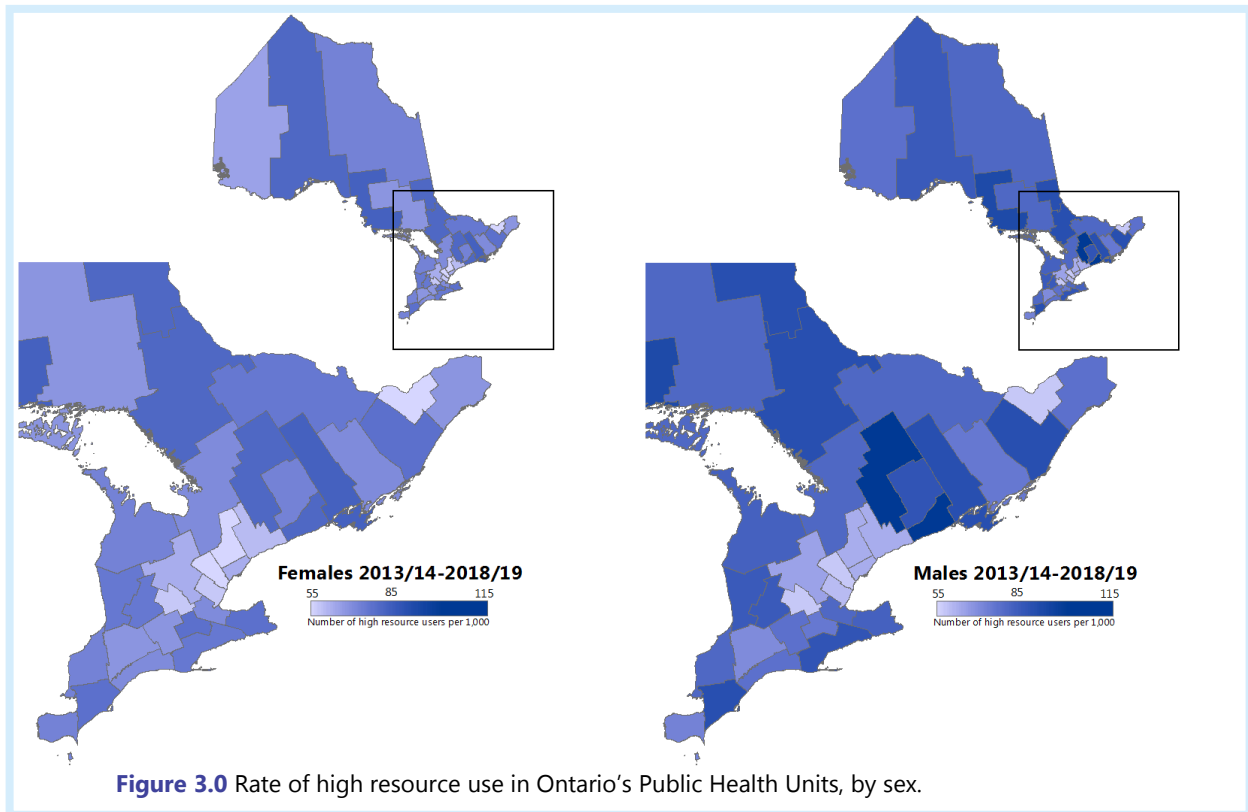 Females 2013/14-2018/19
55 85 115
Number of high resource users per 1,000
Males 2013/14-2018/19
55 85 115
Number of high resource users per 1,000
Figure 3.0 Rate of high resource use in Ontario's Public Health Units, by sex.